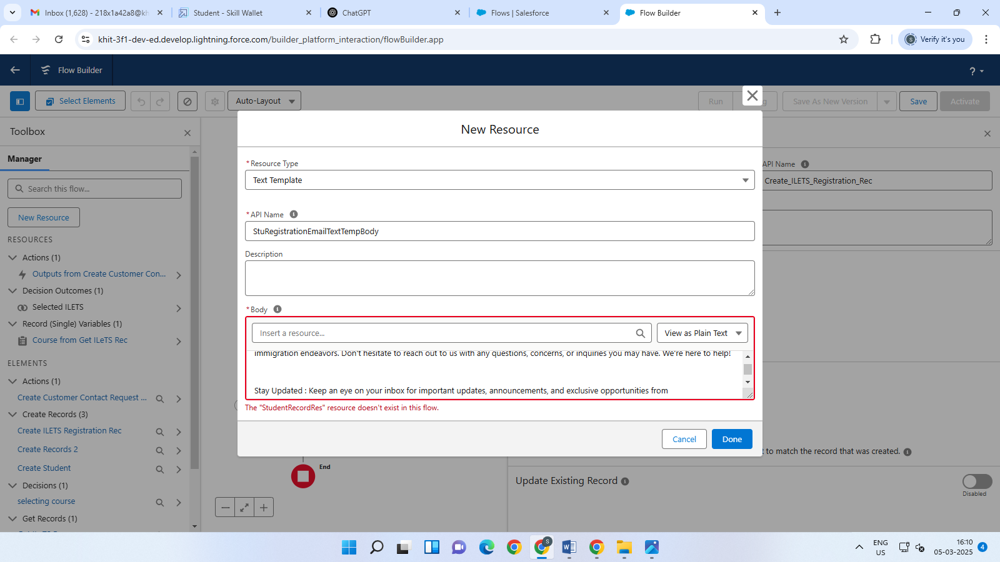 Inbox (1,628) - 218x1a42a8@kh
Student - Skill Wallet
ChatGPT
Flows | Salesforce
Flow Builder
khit-3f1-dev-ed.develop.lightning.force.com/builder_platform_interaction/flowBuilder.app
S
Verify it's you
Flow Builder
?
Select Elements
Auto-Layout
Run
Save As New Version
Save
Activate
Toolbox
Manager
Search this flow...
New Resource
RESOURCES
Actions (1)
Outputs from Create Customer Con...
Decision Outcomes (1)
Selected ILETS
Record (Single) Variables (1)
Course from Get ILeTS Rec
ELEMENTS
Actions (1)
Create Customer Contact Request ...
Create Records (3)
Create ILETS Registration Rec
Create Records 2
Create Student
Decisions (1)
selecting course
Get Records (1)
New Resource
*Resource Type
Text Template
*API Name
StuRegistrationEmailTextTempBody
Description
*Body
Insert a resource...
View as Plain Text
immigration endeavors. Don't hesitate to reach out to us with any questions, concerns, or inquiries you may have. We're here to help!
Stay Updated : Keep an eye on your inbox for important updates, announcements, and exclusive opportunities from
The "StudentRecordRes" resource doesn't exist in this flow.
Cancel
Done
End
API Name
Create_ILETS_Registration_Rec
t to match the record that was created.
Update Existing Record
Disabled
S
ENG
US
16:10
05-03-2025
4